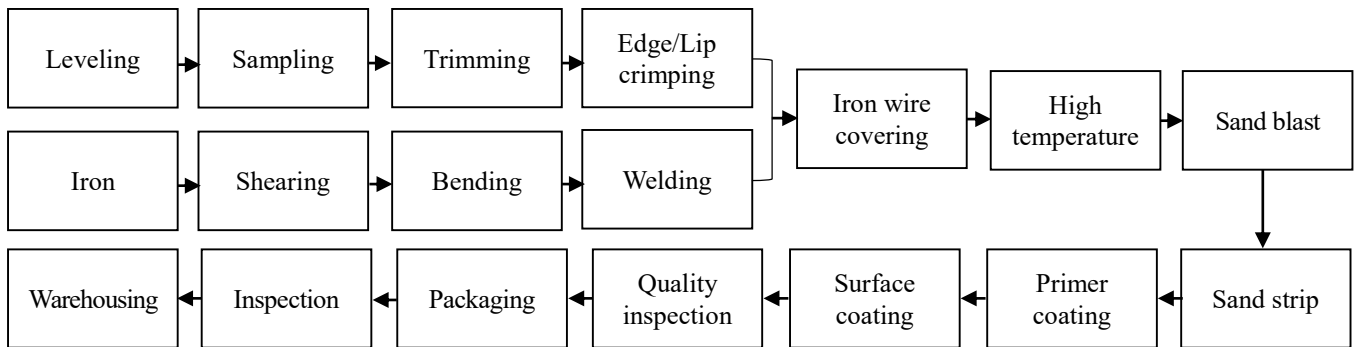 Leveling
Sampling
Trimming
Edge/Lip
crimping
Iron
Shearing
Bending
Welding
Iron wire
covering
High
temperature
Sand blast
Sand strip
Primer
coating
Surface
coating
Quality
inspection
Packaging
Inspection
Warehousing